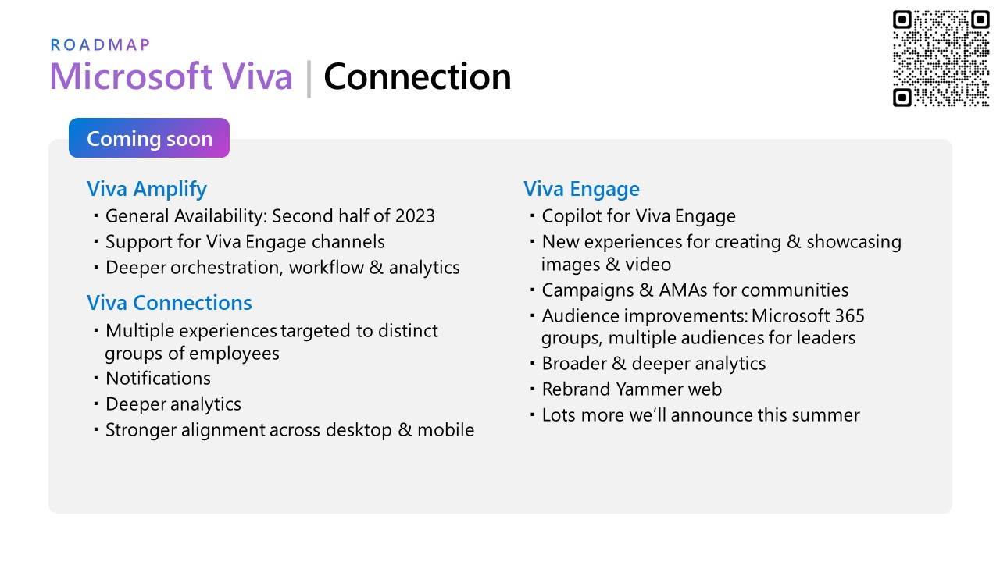 ROADMAP
Microsoft Viva | Connection
Coming soon
Viva Amplify
▪ General Availability: Second half of 2023
▪ Support for Viva Engage channels
▪ Deeper orchestration, workflow & analytics
Viva Connections
▪ Multiple experiences targeted to distinct
groups of employees
▪ Notifications
▪ Deeper analytics
▪ Stronger alignment across desktop & mobile
Viva Engage
▪ Copilot for Viva Engage
▪ New experiences for creating & showcasing
images & video
▪ Campaigns & AMAs for communities
▪ Audience improvements: Microsoft 365
groups, multiple audiences for leaders
▪ Broader & deeper analytics
▪ Rebrand Yammer web
▪ Lots more we’ll announce this summer